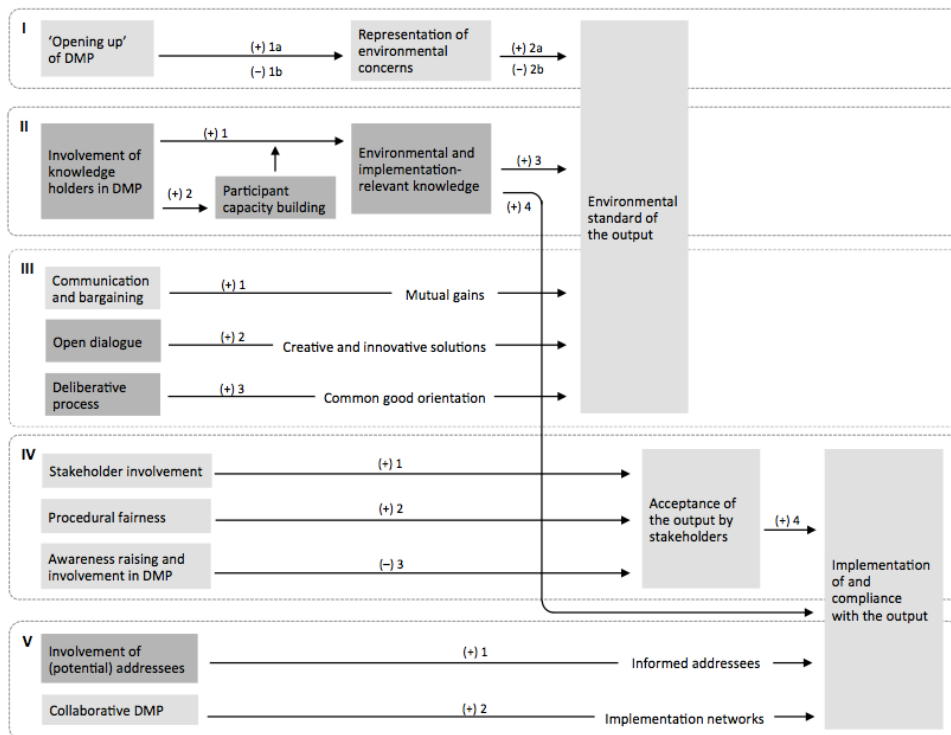 I
‘Opening up’
of DMP
(+) 1a
(−) 1b
Representation of
environmental
concerns
(+) 2a
(−) 2b
II
Involvement of
knowledge
holders in DMP
(+) 1
(+) 2
Participant
capacity building
Environmental and
implementation-
relevant knowledge
(+) 3
(+) 4
Environmental
standard of
the output
III
Communication
and bargaining
(+) 1
Mutual gains
Open dialogue
(+) 2
Creative and innovative solutions
Deliberative
process
(+) 3
Common good orientation
IV
Stakeholder involvement
(+) 1
Procedural fairness
(+) 2
Awareness raising and
involvement in DMP
(−) 3
Acceptance of
the output by
stakeholders
(+) 4
Implementation
of and
compliance
with the output
V
Involvement of
(potential) addressees
(+) 1
Informed addressees
Collaborative DMP
(+) 2
Implementation networks